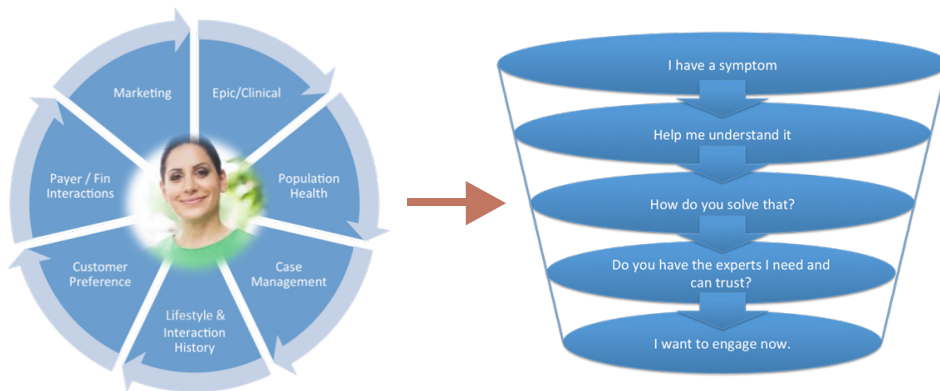 Marketing
Epic/Clinical
Payer / Fin
Interactions
Population
Health
Customer
Preference
Case
Management
Lifestyle &
Interaction
History
I have a symptom
Help me understand it
How do you solve that?
Do you have the experts I need and
can trust?
I want to engage now.